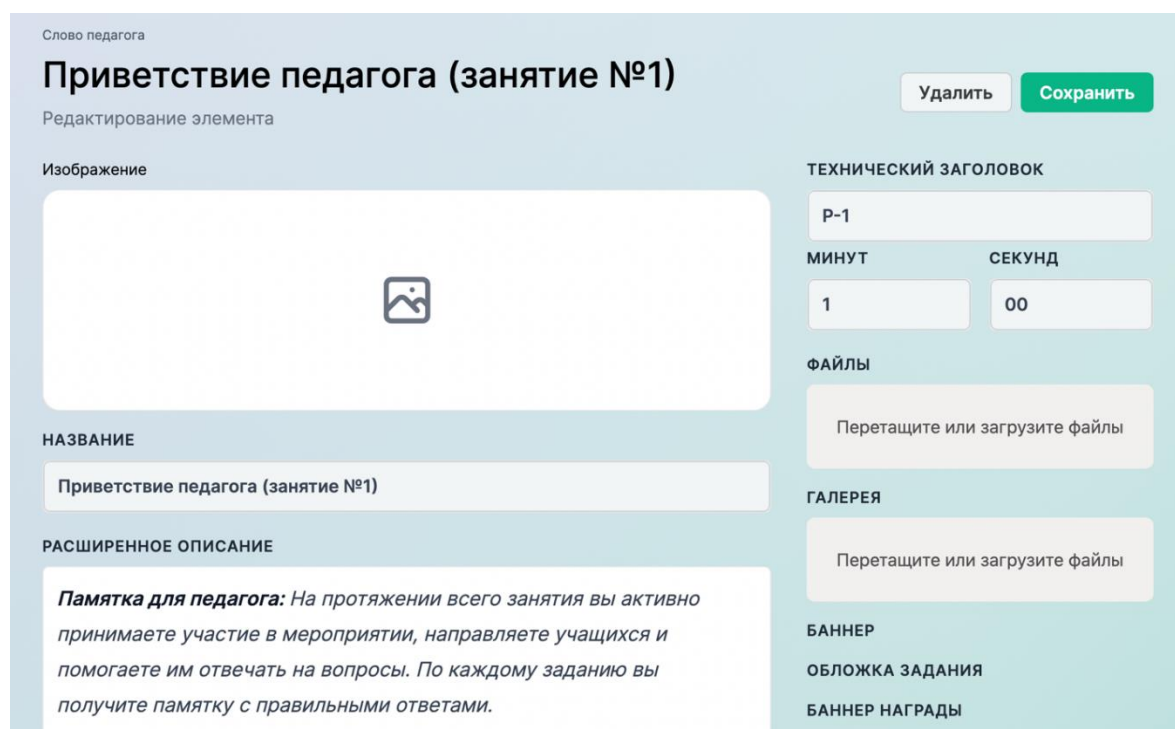 Слово педагога
Приветствие педагога (занятие №1)
Редактирование элемента
Удалить
Сохранить
Изображение
НАЗВАНИЕ
Приветствие педагога (занятие №1)
РАСШИРЕННОЕ ОПИСАНИЕ
Памятка для педагога: На протяжении всего занятия вы активно
принимаете участие в мероприятии, направляете учащихся и
помогаете им отвечать на вопросы. По каждому заданию вы
получите памятку с правильными ответами.
ТЕХНИЧЕСКИЙ ЗАГОЛОВОК
P-1
МИНУТ
СЕКУНД
1
00
ФАЙЛЫ
Перетащите или загрузите файлы
ГАЛЕРЕЯ
Перетащите или загрузите файлы
БАННЕР
ОБЛОЖКА ЗАДАНИЯ
БАННЕР НАГРАДЫ